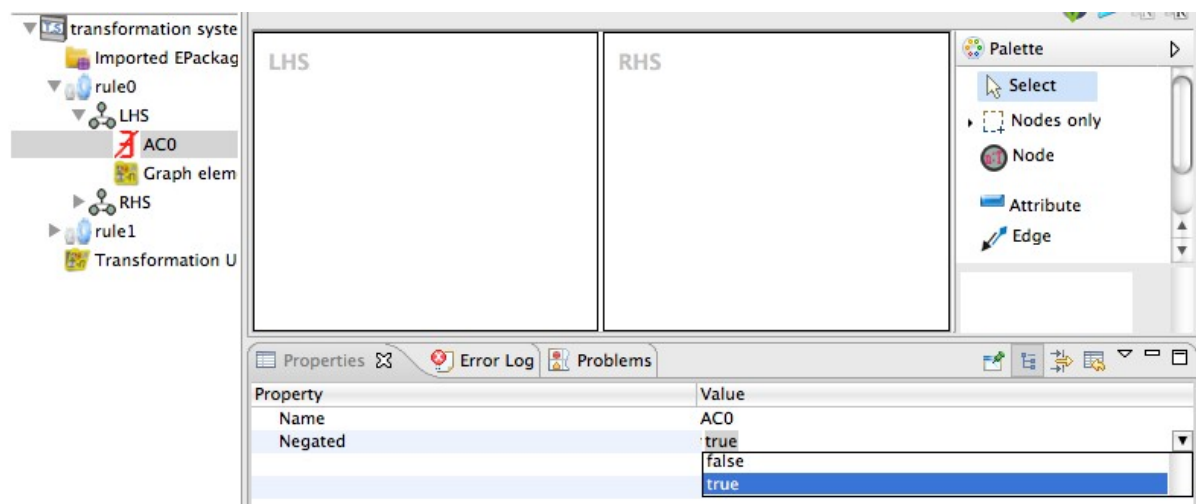 transformation syste
Imported EPackag
rule0
LHS
AC0
Graph elem
RHS
rule1
Transformation U
LHS
RHS
Palette
Select
Nodes only
Node
Attribute
Edge
Properties
Error Log
Problems
Property Value
Name AC0
Negated true
false
true